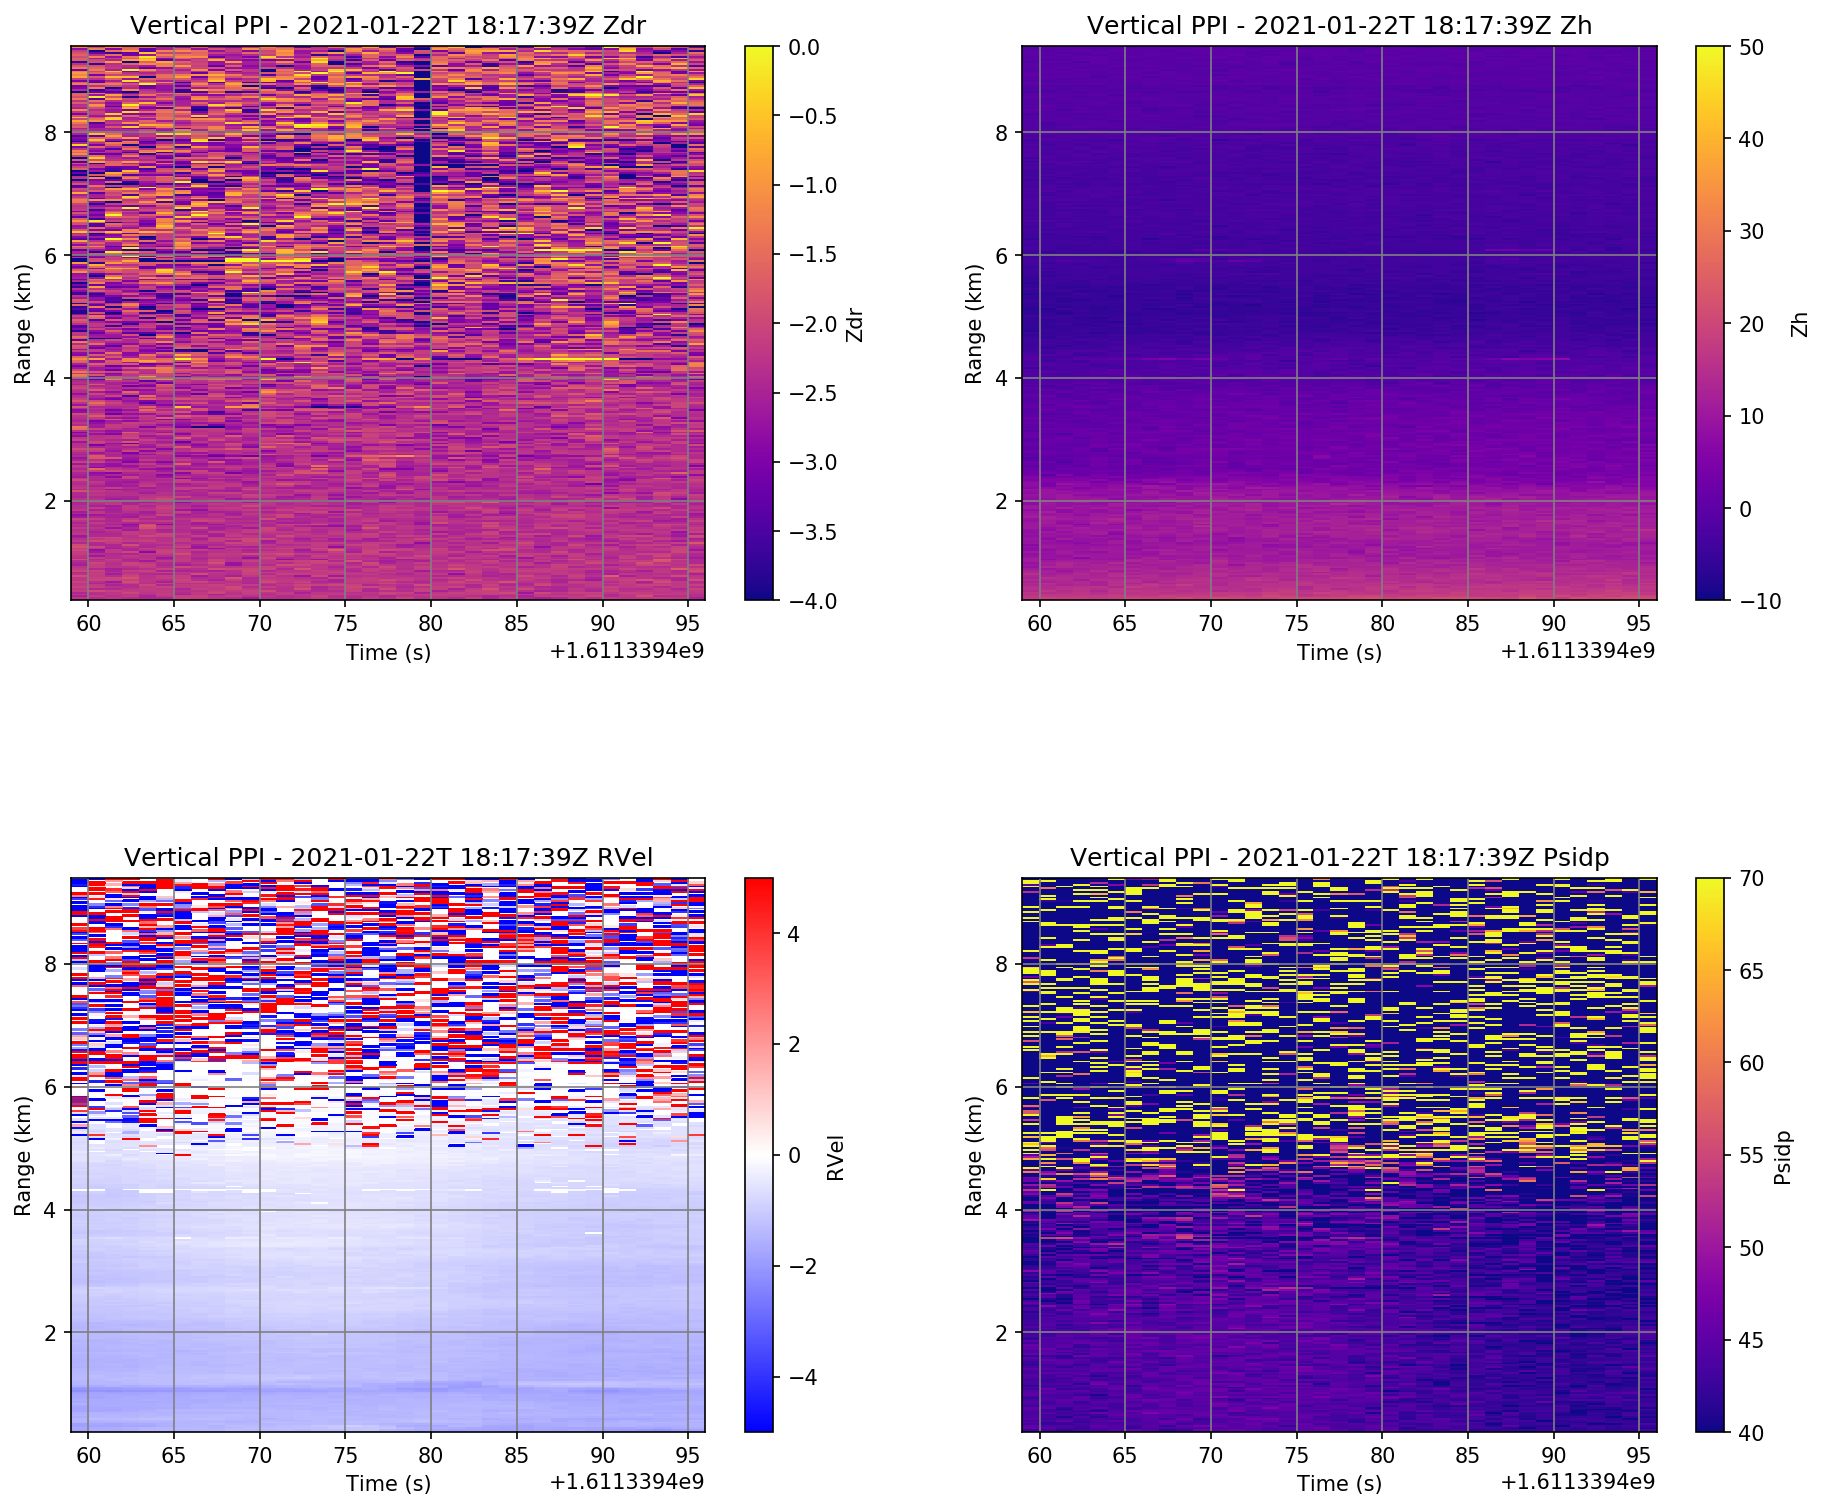 Vertical PPI - 2021-01-22T 18:17:39Z Zdr
8
6
4
2
Range (km)
60 65 70 75 80 85 90 95
Time (s)
+1.6113394e9
0.0
−0.5
−1.0
−1.5
−2.0
−2.5
−3.0
−3.5
−4.0
Zdr
Vertical PPI - 2021-01-22T 18:17:39Z Zh
8
6
4
2
Range (km)
60 65 70 75 80 85 90 95
Time (s)
+1.6113394e9
50
40
30
20
10
0
−10
Zh
Vertical PPI - 2021-01-22T 18:17:39Z RVel
8
6
4
2
Range (km)
60 65 70 75 80 85 90 95
Time (s)
+1.6113394e9
4
2
0
−2
−4
RVel
Vertical PPI - 2021-01-22T 18:17:39Z Psidp
8
6
4
2
Range (km)
60 65 70 75 80 85 90 95
Time (s)
+1.6113394e9
70
65
60
55
50
45
40
Psidp